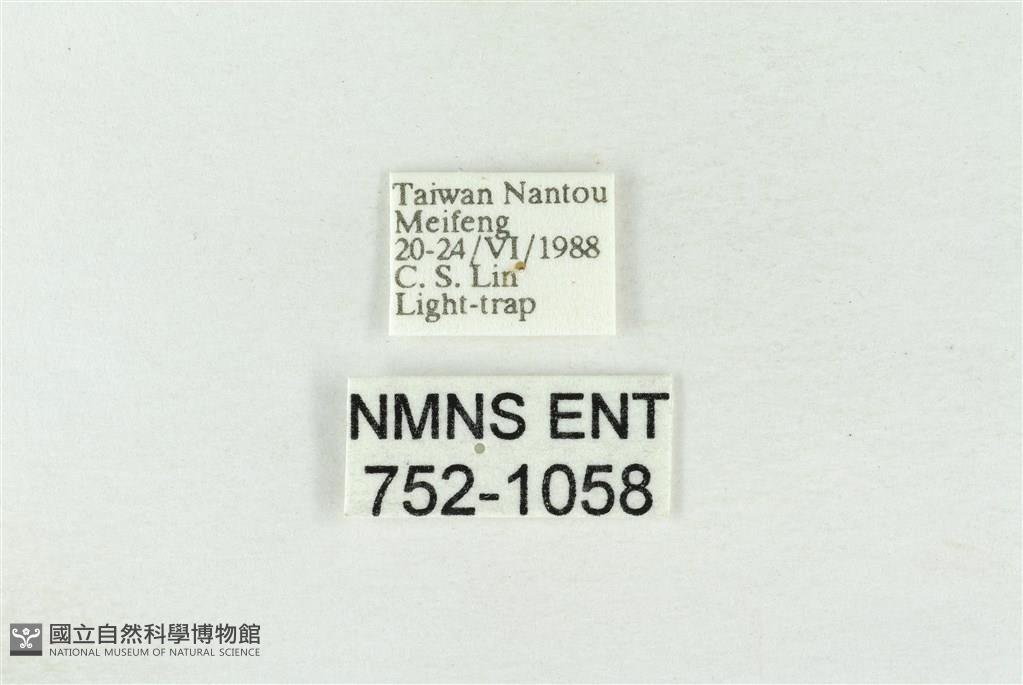 Taiwan Nantou
Meifeng
20-24/VI/1988
C. S. Lin
Light-trap
NMNS ENT
752-1058
國立自然科學博物館
NATIONAL MUSEUM OF NATURAL SCIENCE